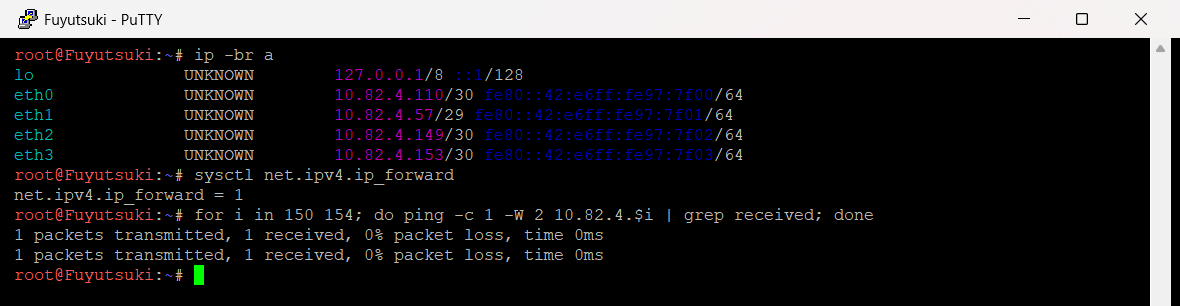 Fuyutsuki - PuTTY
root@Fuyutsuki:~# ip -br a
lo               UNKNOWN        127.0.0.1/8 ::1/128
eth0             UNKNOWN        10.82.4.110/30 fe80::42:e6ff:fe97:7f00/64
eth1             UNKNOWN        10.82.4.57/29 fe80::42:e6ff:fe97:7f01/64
eth2             UNKNOWN        10.82.4.149/30 fe80::42:e6ff:fe97:7f02/64
eth3             UNKNOWN        10.82.4.153/30 fe80::42:e6ff:fe97:7f03/64
root@Fuyutsuki:~# sysctl net.ipv4.ip_forward
net.ipv4.ip_forward = 1
root@Fuyutsuki:~# for i in 150 154; do ping -c 1 -W 2 10.82.4.$i | grep received; done
1 packets transmitted, 1 received, 0% packet loss, time 0ms
1 packets transmitted, 1 received, 0% packet loss, time 0ms
root@Fuyutsuki:~#